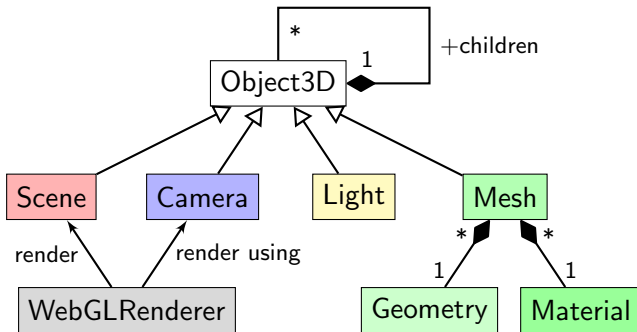 *
+children
1
Object3D
Scene
Camera
Light
Mesh
render
render using
*
*
1
1
WebGLRenderer
Geometry
Material